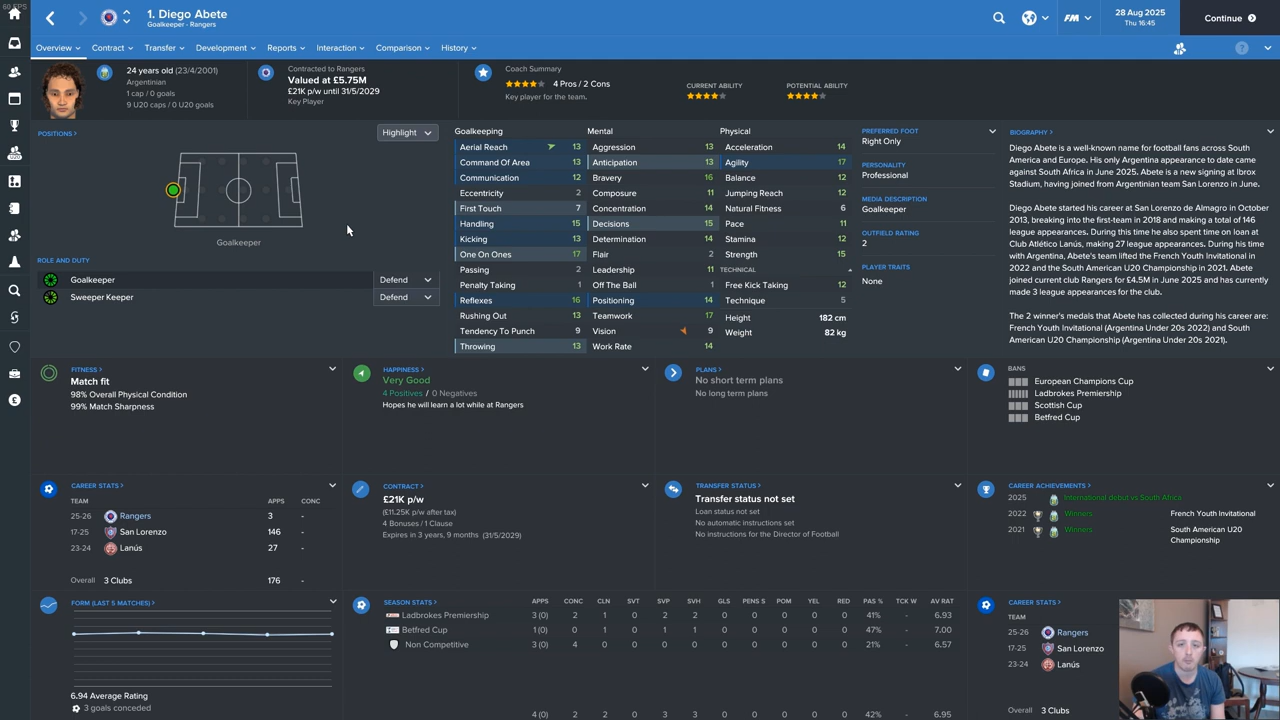 60 FPS
1. Diego Abete
Goalkeeper - Rangers
28 Aug 2025
Thu 16:45
FM
Continue
Overview
Contract
Transfer
Development
Reports
Interaction
Comparison
History
24 years old (23/4/2001)
Argentinian
1 cap / 0 goals
9 U20 caps / 0 U20 goals
Contracted to Rangers
Valued at £5.75M
£21K p/w until 31/5/2029
Key Player
Coach Summary
4 Pros / 2 Cons
Key player for the team.
CURRENT ABILITY
POTENTIAL ABILITY
POSITIONS >
Highlight
Goalkeeper
ROLE AND DUTY >
Goalkeeper Defend
Sweeper Keeper Defend
Goalkeeping
Aerial Reach 13
Command Of Area 13
Communication 12
Eccentricity 2
First Touch 7
Handling 15
Kicking 13
One On Ones 17
Passing 2
Penalty Taking 1
Reflexes 16
Rushing Out 13
Tendency To Punch 9
Throwing 13
Mental
Aggression 13
Anticipation 13
Bravery 16
Composure 11
Concentration 14
Decisions 15
Determination 14
Flair 2
Leadership 11
Off The Ball 1
Positioning 14
Teamwork 17
Vision 9
Work Rate 14
Physical
Acceleration 14
Agility 17
Balance 12
Jumping Reach 12
Natural Fitness 6
Pace 11
Stamina 12
Strength 15
TECHNICAL
Free Kick Taking 12
Technique 5
Height 182 cm
Weight 82 kg
PREFERRED FOOT
Right Only
PERSONALITY
Professional
MEDIA DESCRIPTION
Goalkeeper
OUTFIELD RATING
2
PLAYER TRAITS
None
BIOGRAPHY >
Diego Abete is a well-known name for football fans across South
America and Europe. His only Argentina appearance to date came
against South Africa in June 2025. Abete is a new signing at Ibrox
Stadium, having joined from Argentinian team San Lorenzo in June.
Diego Abete started his career at San Lorenzo de Almagro in October
2013, breaking into the first-team in 2018 and making a total of 146
league appearances. During this time he also spent time on loan at
Club Atlético Lanús, making 27 league appearances. During his time
with Argentina, Abete's team lifted the French Youth Invitational in
2022 and the South American U20 Championship in 2021. Abete
joined current club Rangers for £4.5M in June 2025 and has currently
made 3 league appearances for the club.
The 2 winner's medals that Abete has collected during his career are:
French Youth Invitational (Argentina Under 20s 2022) and South
American U20 Championship (Argentina Under 20s 2021).
FITNESS >
Match fit
98% Overall Physical Condition
99% Match Sharpness
HAPPINESS >
Very Good
4 Positives / 0 Negatives
Hopes he will learn a lot while at Rangers
PLANS >
No short term plans
No long term plans
BANS
European Champions Cup
Ladbrokes Premiership
Scottish Cup
Betfred Cup
CAREER STATS >
TEAM APPS CONC
25-26 Rangers 3 -
17-25 San Lorenzo 146 -
23-24 Lanús 27 -
Overall 3 Clubs 176 -
CONTRACT >
£21K p/w
(£11.25K p/w after tax)
4 Bonuses / 1 Clause
Expires in 3 years, 9 months (31/5/2029)
TRANSFER STATUS >
Transfer status not set
Loan status not set
No automatic instructions set
No instructions for the Director of Football
CAREER ACHIEVEMENTS >
2025 International debut vs South Africa
2022 Winners French Youth Invitational
2021 Winners South American U20
Championship
FORM (LAST 5 MATCHES) >
6.94 Average Rating
3 goals conceded
SEASON STATS > APPS CONC CLN SVT SVP SVH GLS PENS S POM YEL RED PAS % TCK W AV RAT
Ladbrokes Premiership 3 (0) 2 1 0 2 2 0 0 0 0 0 41% - 6.93
Betfred Cup 1 (0) 0 1 0 1 1 0 0 0 0 0 47% - 7.00
Non Competitive 3 (0) 4 0 0 0 0 0 0 0 0 0 21% - 6.57
4 (0) 2 2 0 3 3 0 0 0 0 0 42% - 6.95
CAREER STATS >
TEAM
25-26 Rangers
17-25 San Lorenzo
23-24 Lanús
Overall 3 Clubs